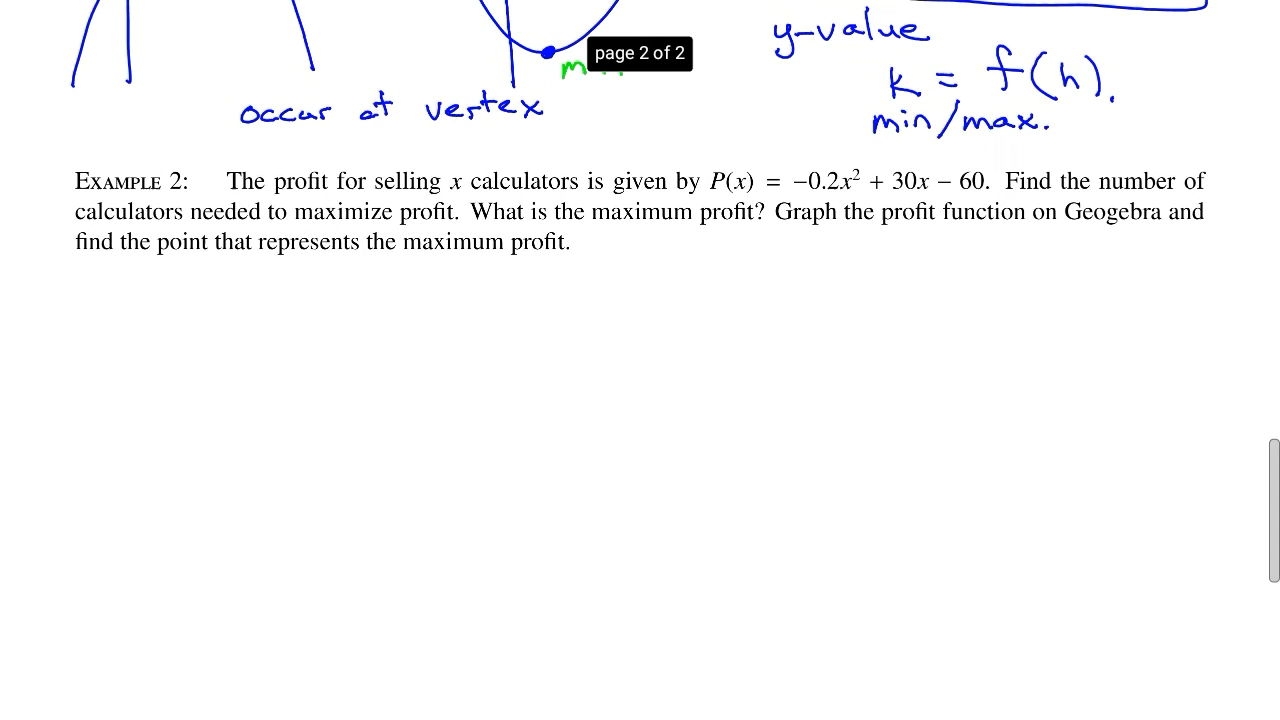 y-value
page 2 of 2
k = f(h).
occur at vertex
min/max.
EXAMPLE 2: The profit for selling x calculators is given by P(x) = −0.2x² + 30x − 60. Find the number of
calculators needed to maximize profit. What is the maximum profit? Graph the profit function on Geogebra and
find the point that represents the maximum profit.